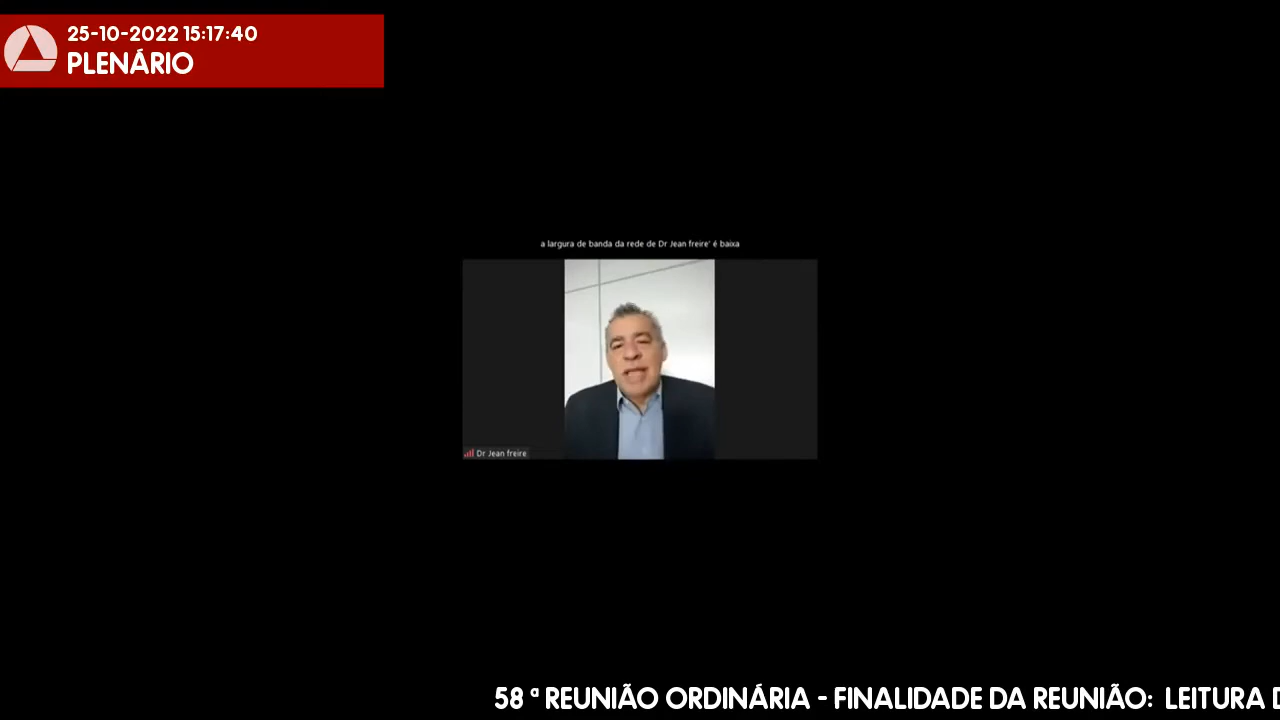 25-10-2022 15:17:40
PLENÁRIO
a largura de banda da rede de Dr Jean freire' é baixa
Dr Jean freire
58 ª REUNIÃO ORDINÁRIA - FINALIDADE DA REUNIÃO: LEITURA